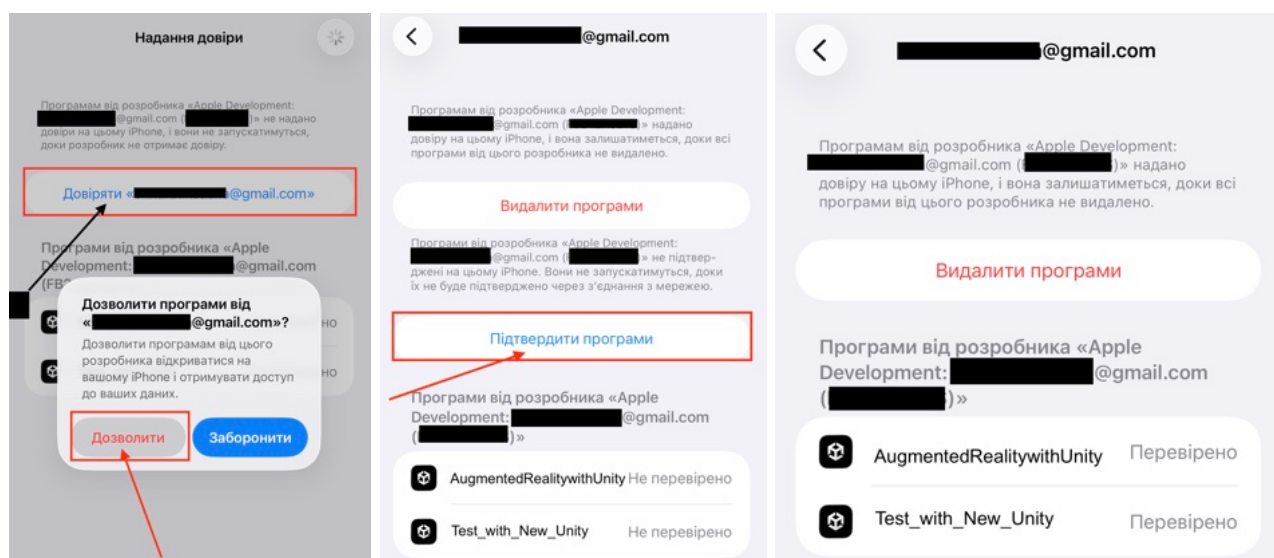 Надання довіри
Програмам від розробника «Apple Development:
@gmail.com ( )» не надано
довіри на цьому iPhone, і вони не запускатимуться,
доки розробник не отримає довіру.
Довіряти « @gmail.com»
Програми від розробника «Apple
Development: @gmail.com
(FB
Дозволити програми від
« @gmail.com»?
Дозволити програмам від цього
розробника відкриватися на
вашому iPhone і отримувати доступ
до ваших даних.
Дозволити Заборонити
@gmail.com
Програмам від розробника «Apple Development:
@gmail.com ( )» надано
довіру на цьому iPhone, і вона залишатиметься, доки всі
програми від цього розробника не видалено.
Видалити програми
Програми від розробника «Apple Development:
@gmail.com ( )» не підтвер-
джені на цьому iPhone. Вони не запускатимуться, доки
їх не буде підтверджено через з'єднання з мережею.
Підтвердити програми
Програми від розробника «Apple
Development: @gmail.com
( )»
AugmentedRealitywithUnity Не перевірено
Test_with_New_Unity Не перевірено
@gmail.com
Програмам від розробника «Apple Development:
@gmail.com ( )» надано
довіру на цьому iPhone, і вона залишатиметься, доки всі
програми від цього розробника не видалено.
Видалити програми
Програми від розробника «Apple
Development: @gmail.com
( )»
AugmentedRealitywithUnity Перевірено
Test_with_New_Unity Перевірено